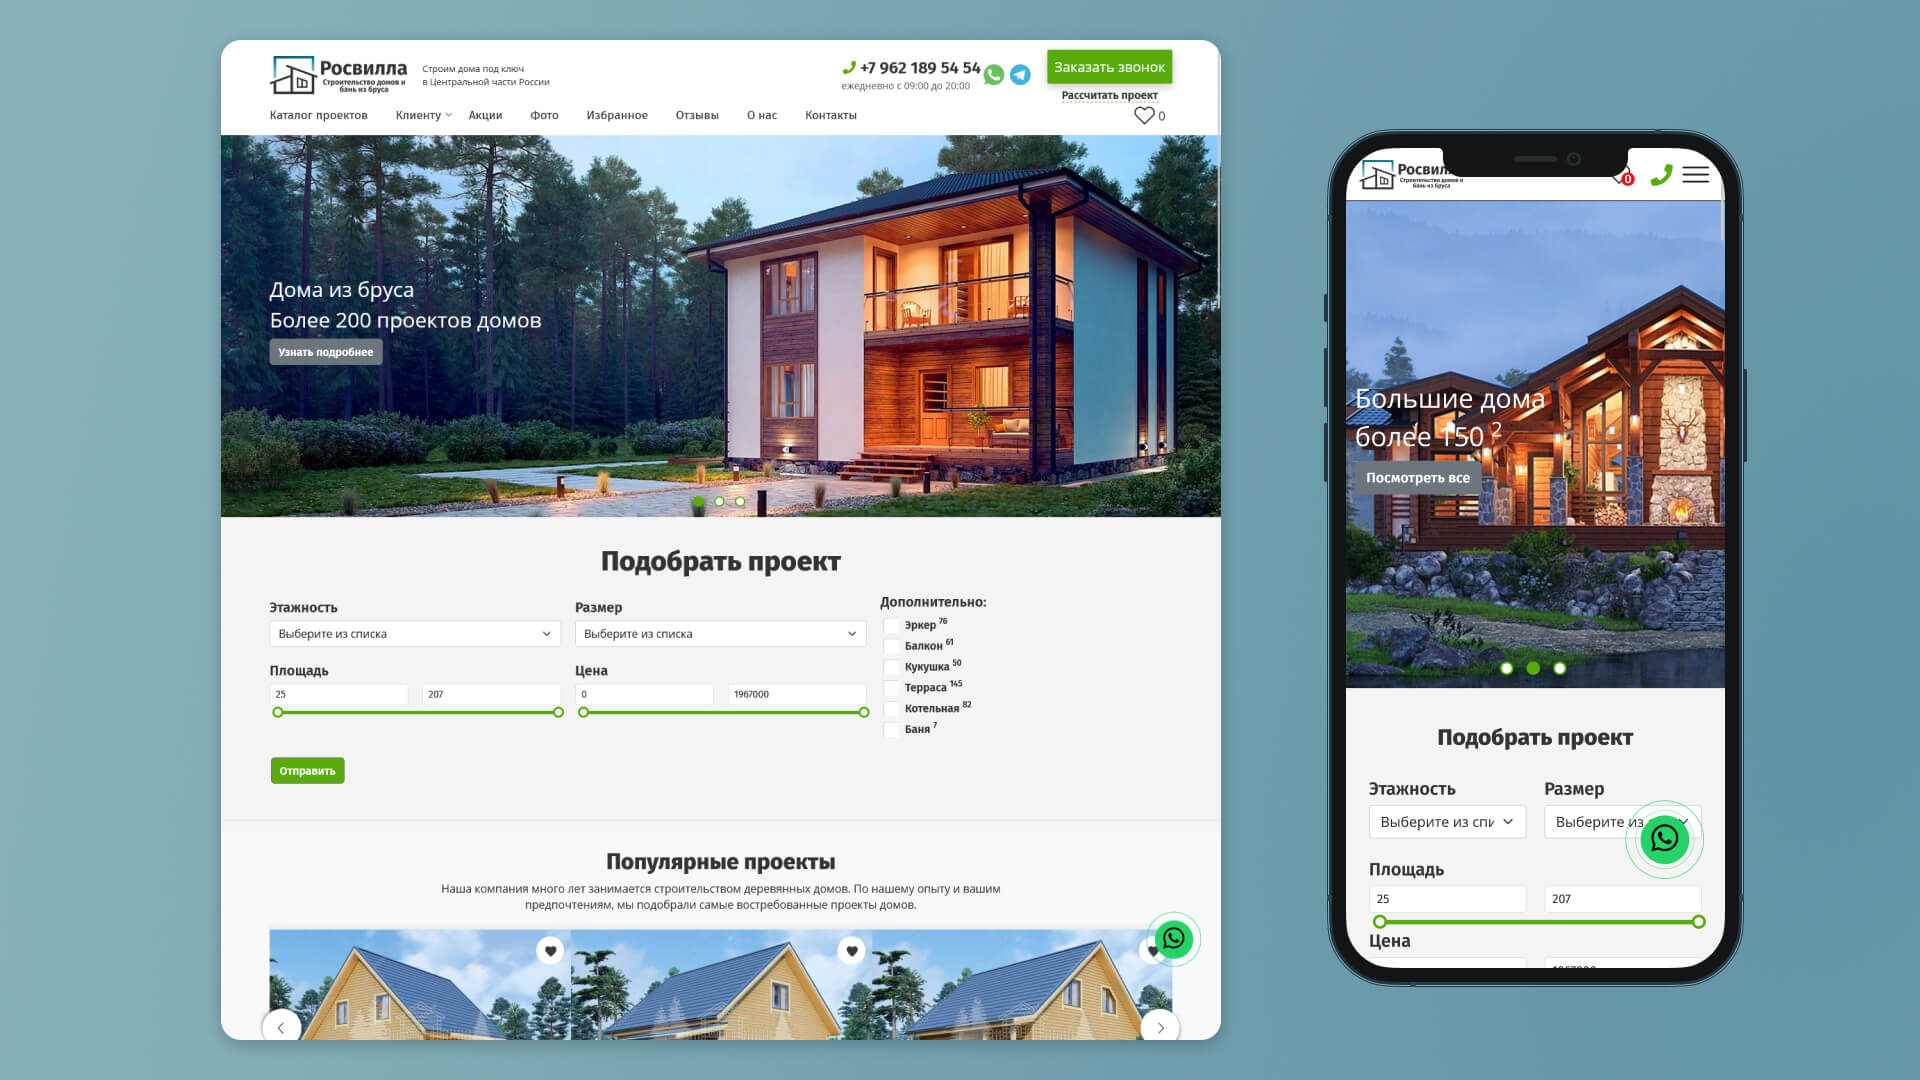 Росвилла
Строительство домов и
бань из бруса
Строим дома под ключ
в Центральной части России
+7 962 189 54 54
ежедневно с 09:00 до 20:00
Заказать звонок
Рассчитать проект
Каталог проектов
Клиенту
Акции
Фото
Избранное
Отзывы
О нас
Контакты
0
Дома из бруса
Более 200 проектов домов
Узнать подробнее
Подобрать проект
Этажность
Выберите из списка
Размер
Выберите из списка
Площадь
25
207
Цена
0
1967000
Дополнительно:
Эркер 76
Балкон 61
Кукушка 50
Терраса 145
Котельная 82
Баня 7
Отправить
Популярные проекты
Наша компания много лет занимается строительством деревянных домов. По нашему опыту и вашим
предпочтениям, мы подобрали самые востребованные проекты домов.
Росвил
Строительство домов и
бань из бруса
0
Большие дома
более 150 2
Посмотреть все
Подобрать проект
Этажность
Выберите из спи
Размер
Выберите из
Площадь
25
207
Цена